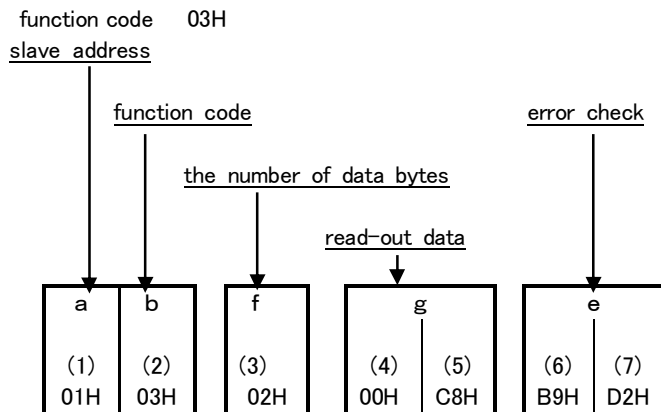 function code 03H
slave address
function code
error check
the number of data bytes
read-out data
a b f g e
(1) (2) (3) (4) (5) (6) (7)
01H 03H 02H 00H C8H B9H D2H